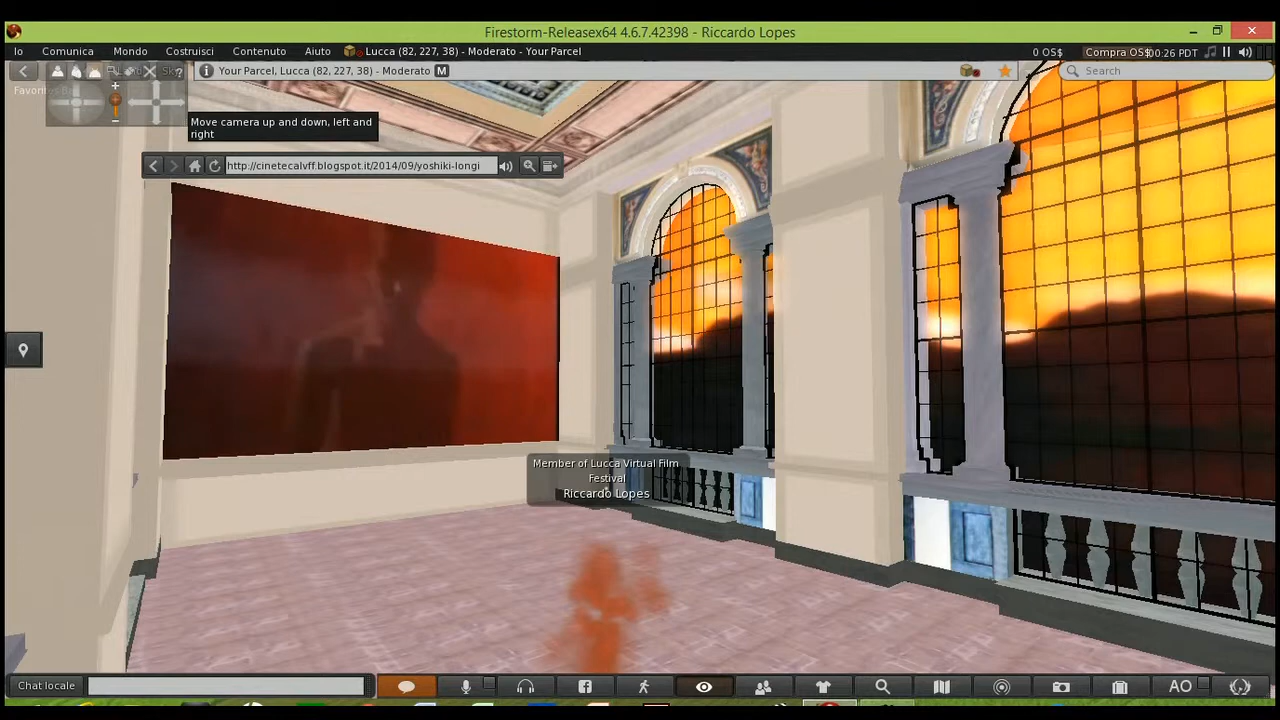 Firestorm-Releasex64 4.6.7.42398 - Riccardo Lopes
Io Comunica Mondo Costruisci Contenuto Aiuto Lucca (82, 227, 38) - Moderato - Your Parcel 0 OS$ Compra OS$ 00:26 PDT
Your Parcel, Lucca (82, 227, 38) - Moderato M Search
Move camera up and down, left and
right
http://cinetecalvff.blogspot.it/2014/09/yoshiki-longi
Member of Lucca Virtual Film
Festival
Riccardo Lopes
Chat locale AO